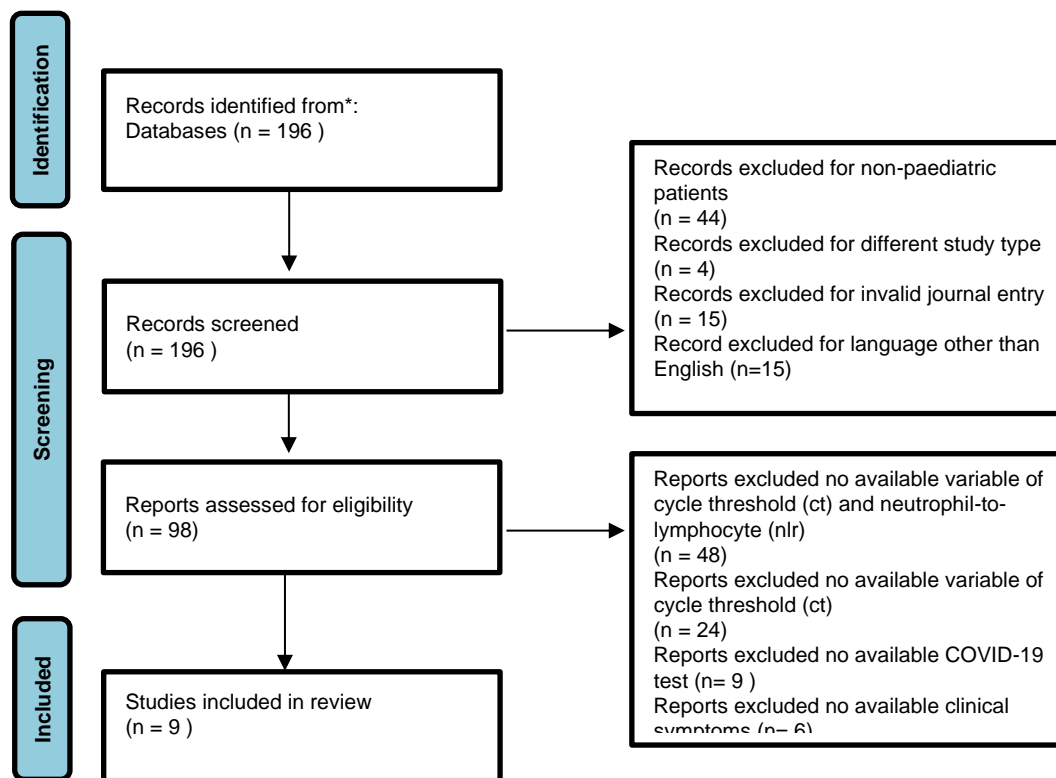 Identification
Records identified from*:
Databases (n = 196 )
Records excluded for non-paediatric
patients
(n = 44)
Records excluded for different study type
(n = 4)
Records excluded for invalid journal entry
(n = 15)
Record excluded for language other than
English (n=15)
Screening
Records screened
(n = 196 )
Reports assessed for eligibility
(n = 98)
Reports excluded no available variable of
cycle threshold (ct) and neutrophil-to-
lymphocyte (nlr)
(n = 48)
Reports excluded no available variable of
cycle threshold (ct)
(n = 24)
Reports excluded no available COVID-19
test (n= 9 )
Reports excluded no available clinical
symptoms (n= 6)
Included
Studies included in review
(n = 9 )